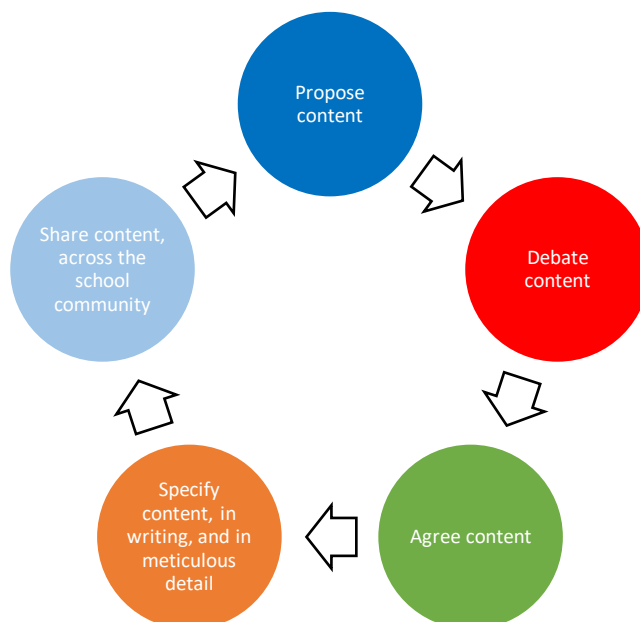 Propose
content
Debate
content
Agree content
Specify
content, in
writing, and in
meticulous
detail
Share content,
across the
school
community